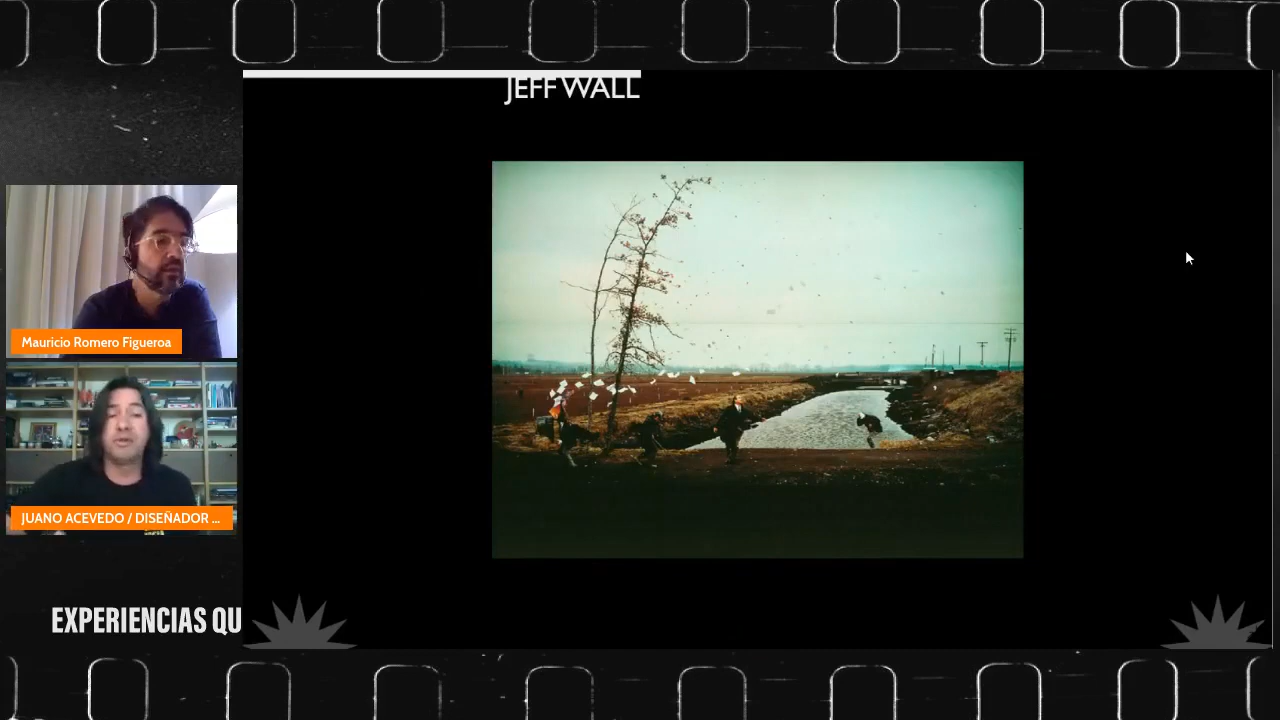 JEFF WALL
Mauricio Romero Figueroa
JUANO ACEVEDO / DISEÑADOR ...
EXPERIENCIAS QU